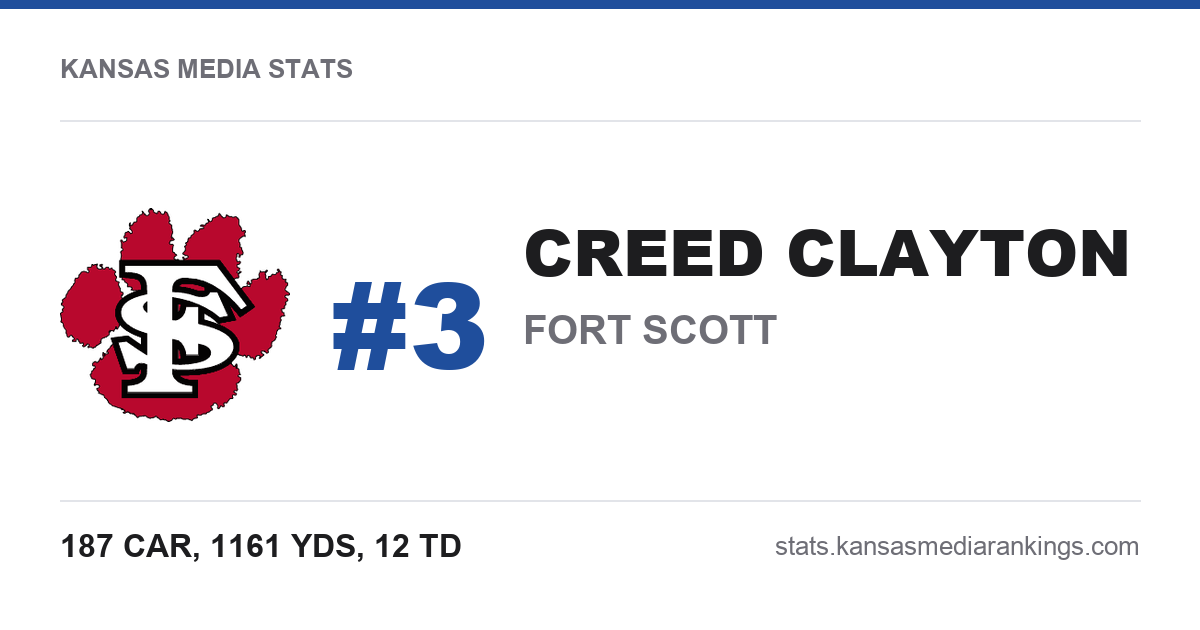 KANSAS MEDIA STATS
FS
#3
CREED CLAYTON
FORT SCOTT
187 CAR, 1161 YDS, 12 TD
stats.kansasmediarankings.com